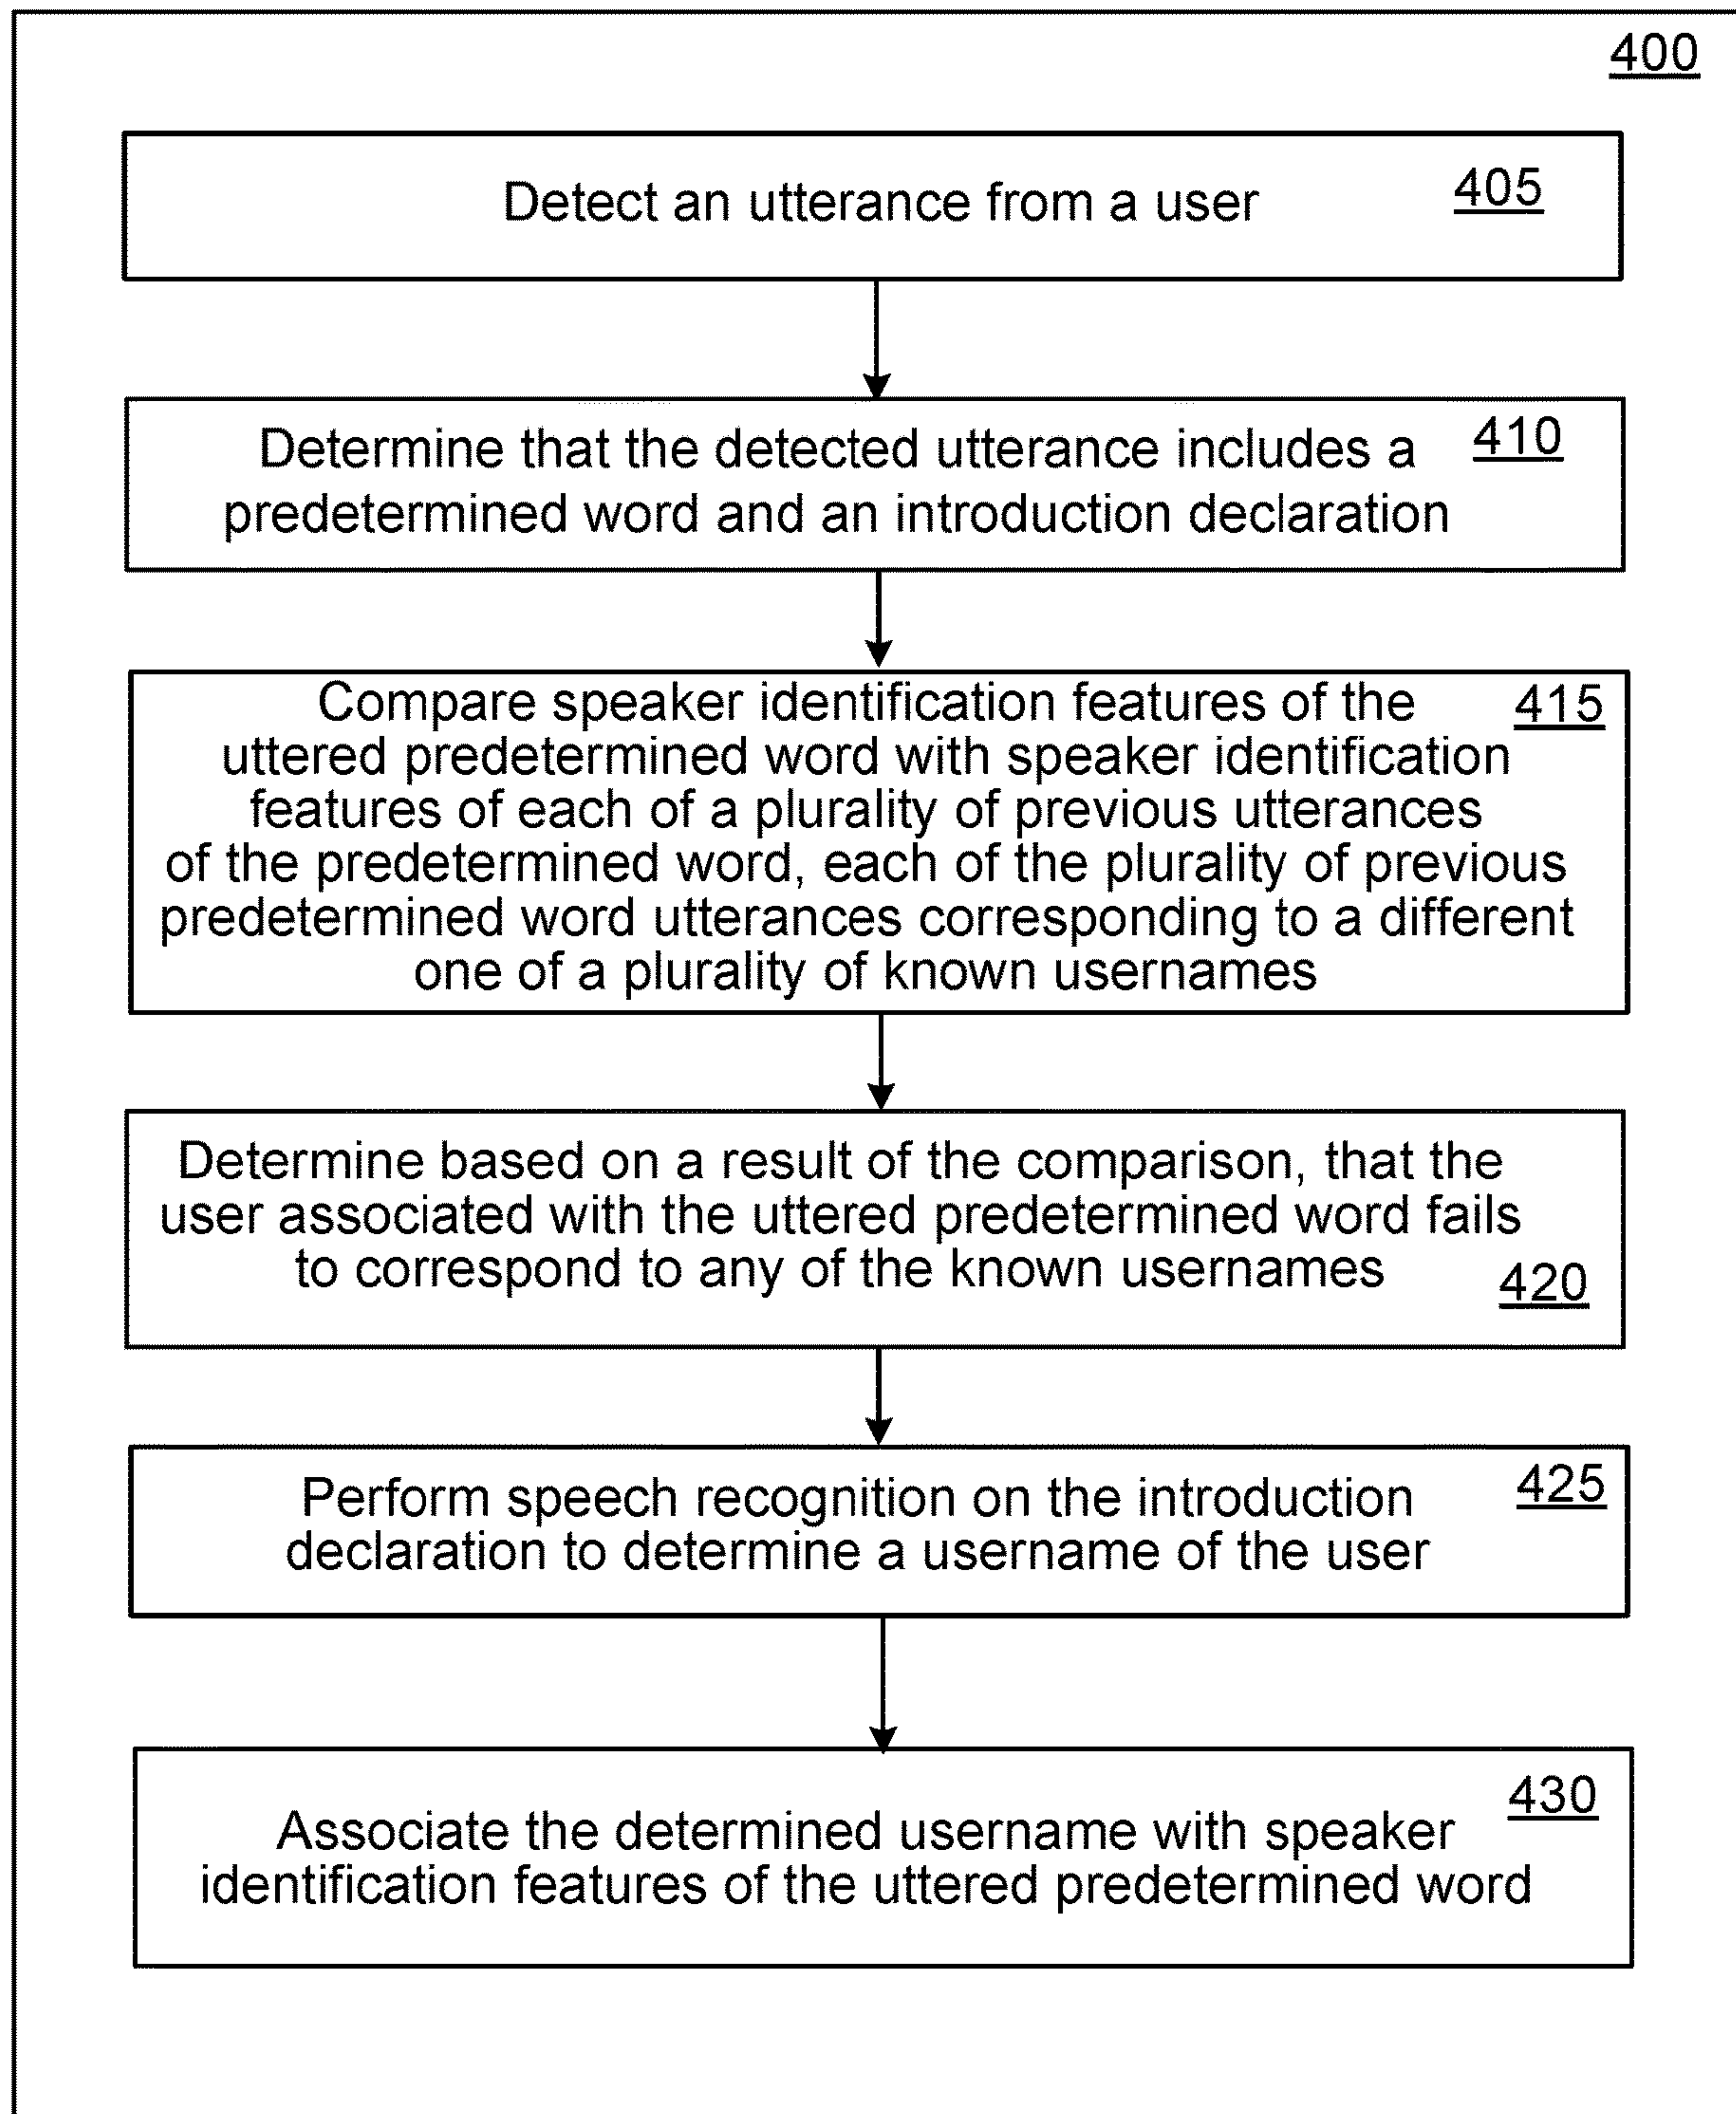 400
Detect an utterance from a user 405
Determine that the detected utterance includes a 410
predetermined word and an introduction declaration
Compare speaker identification features of the 415
uttered predetermined word with speaker identification
features of each of a plurality of previous utterances
of the predetermined word, each of the plurality of previous
predetermined word utterances corresponding to a different
one of a plurality of known usernames
Determine based on a result of the comparison, that the
user associated with the uttered predetermined word fails
to correspond to any of the known usernames 420
Perform speech recognition on the introduction 425
declaration to determine a username of the user
Associate the determined username with speaker 430
identification features of the uttered predetermined word